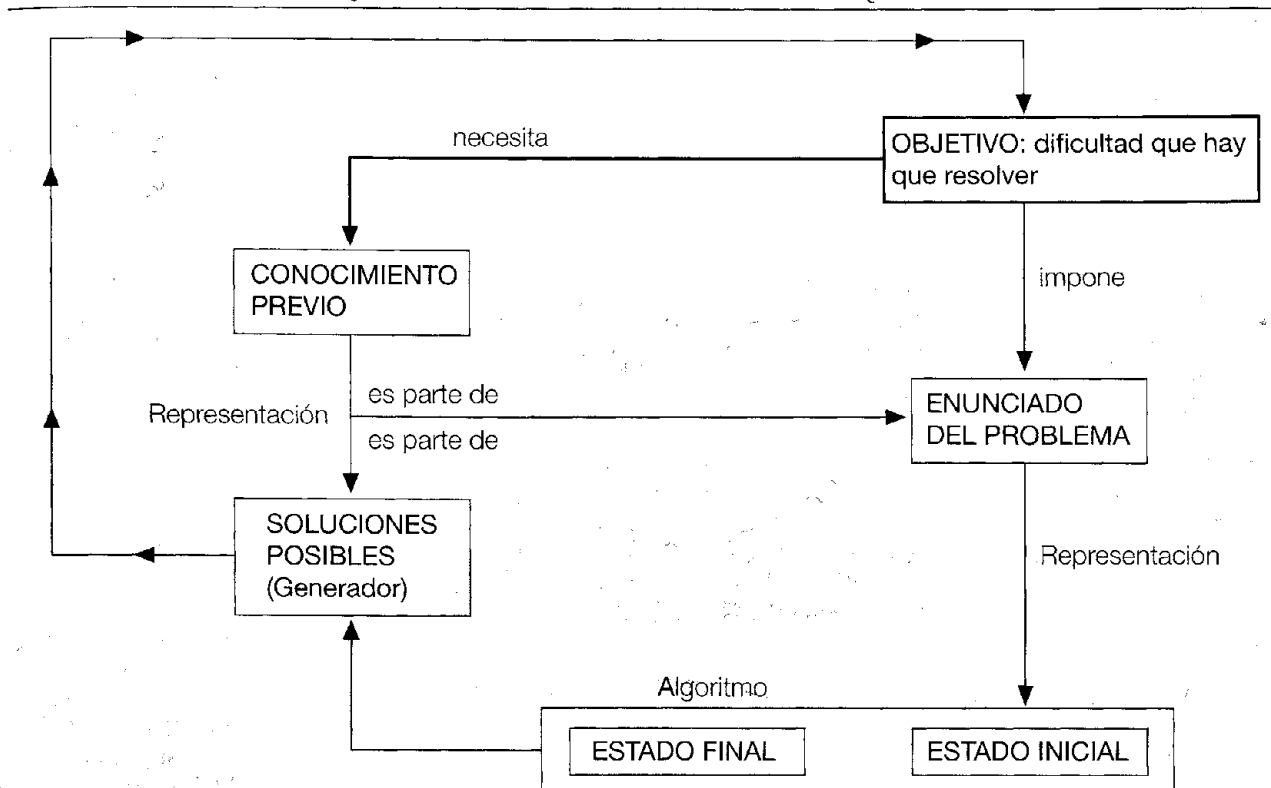 necesita
OBJETIVO: dificultad que hay
que resolver
CONOCIMIENTO
PREVIO
impone
es parte de
Representación
es parte de
ENUNCIADO
DEL PROBLEMA
SOLUCIONES
POSIBLES
(Generador)
Representación
Algoritmo
ESTADO FINAL
ESTADO INICIAL